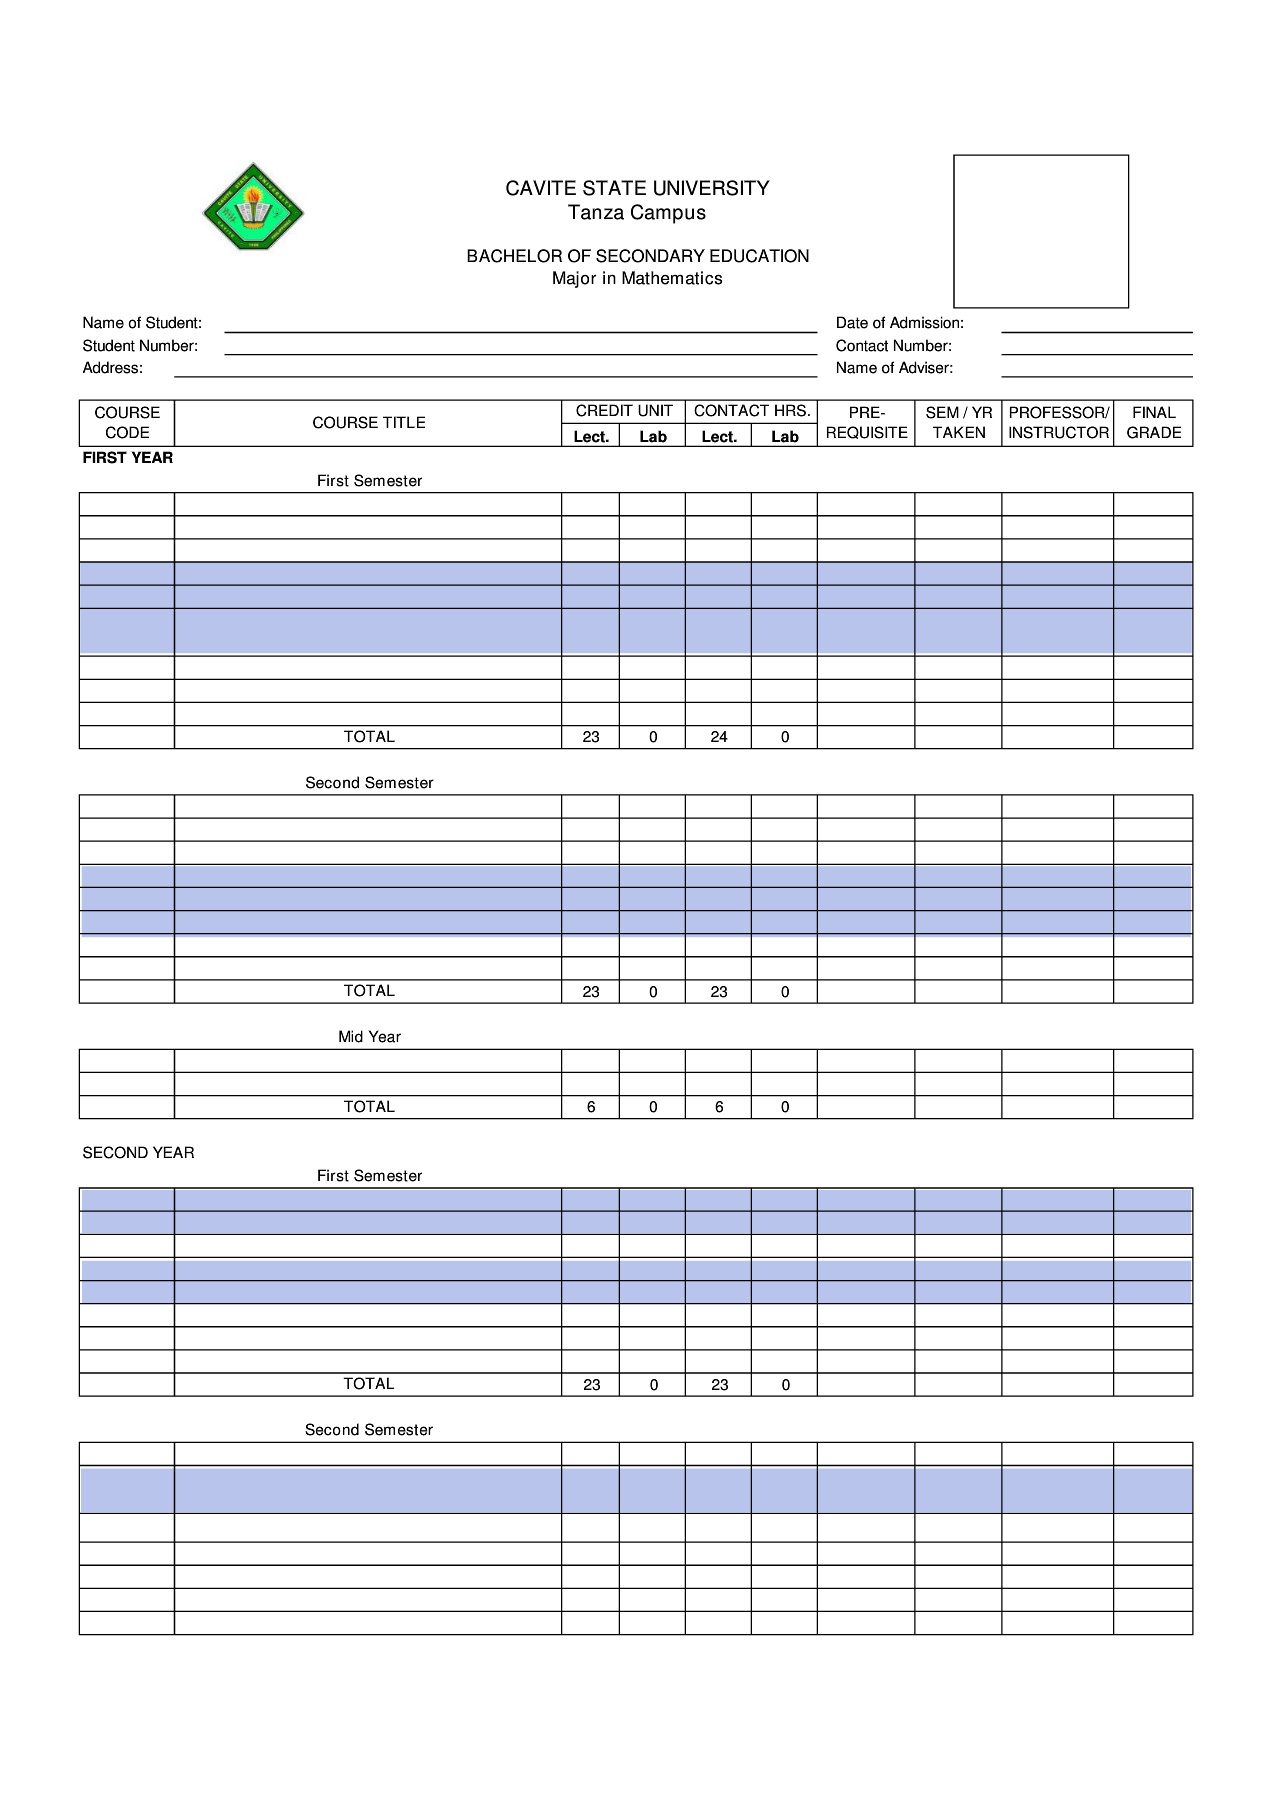 CAVITE STATE UNIVERSITY
Tanza Campus
BACHELOR OF SECONDARY EDUCATION
Major in Mathematics
Name of Student:
Date of Admission:
Student Number:
Contact Number:
Address:
Name of Adviser:
COURSE CODE
COURSE TITLE
CREDIT UNIT
CONTACT HRS.
PRE-REQUISITE
SEM / YR TAKEN
PROFESSOR/ INSTRUCTOR
FINAL GRADE
Lect. Lab Lect. Lab
FIRST YEAR
First Semester
TOTAL 23 0 24 0
Second Semester
TOTAL 23 0 23 0
Mid Year
TOTAL 6 0 6 0
SECOND YEAR
First Semester
TOTAL 23 0 23 0
Second Semester